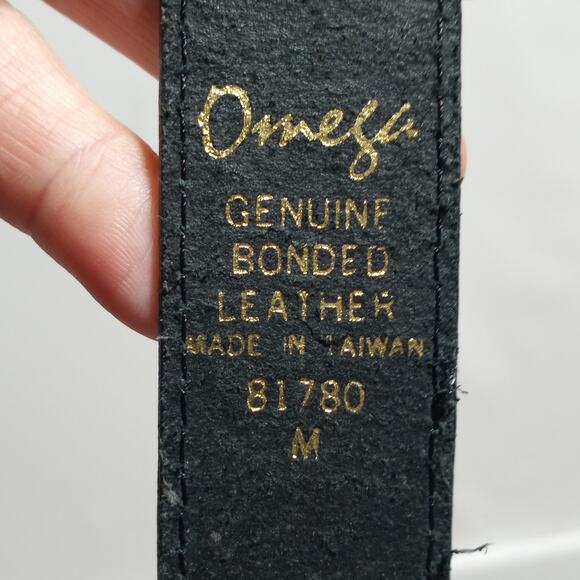 Omega
GENUINE
BONDED
LEATHER
MADE IN TAIWAN
81780
M